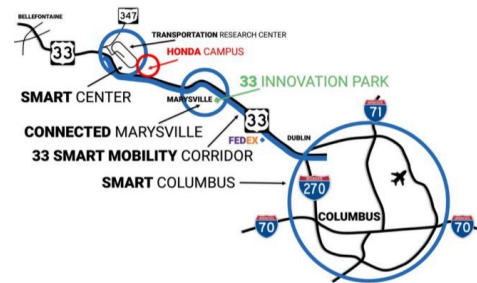 BELLEFONTAINE
347
33
TRANSPORTATION RESEARCH CENTER
HONDA CAMPUS
SMART CENTER
33 INNOVATION PARK
MARYSVILLE
CONNECTED MARYSVILLE
33
71
33 SMART MOBILITY CORRIDOR
FEDEX
DUBLIN
SMART COLUMBUS
270
COLUMBUS
70
70